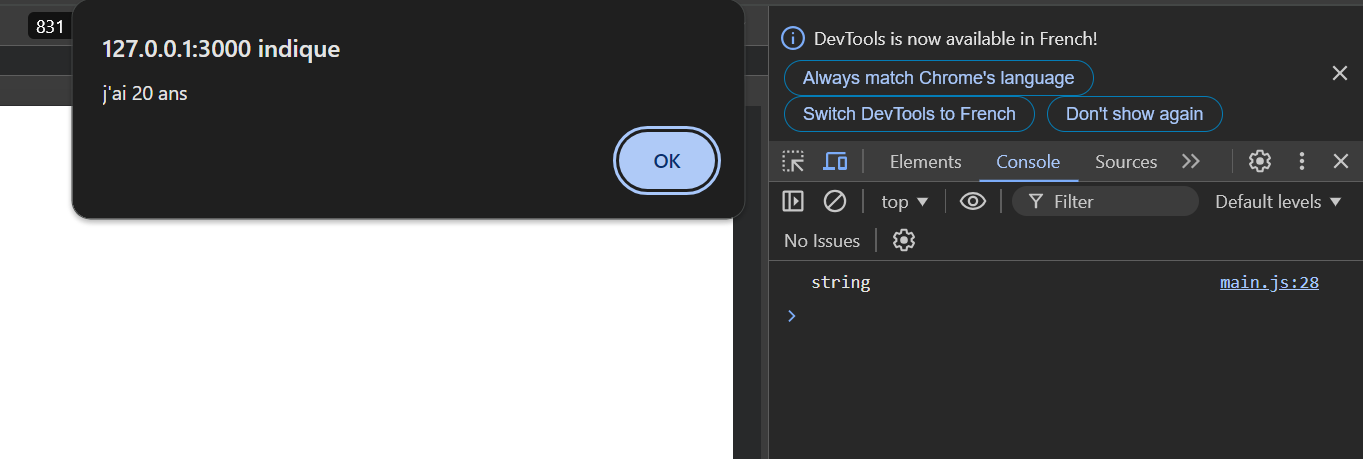 831
127.0.0.1:3000 indique
j'ai 20 ans
OK
DevTools is now available in French!
Always match Chrome's language
Switch DevTools to French Don't show again
Elements Console Sources
top Filter Default levels
No Issues
string main.js:28